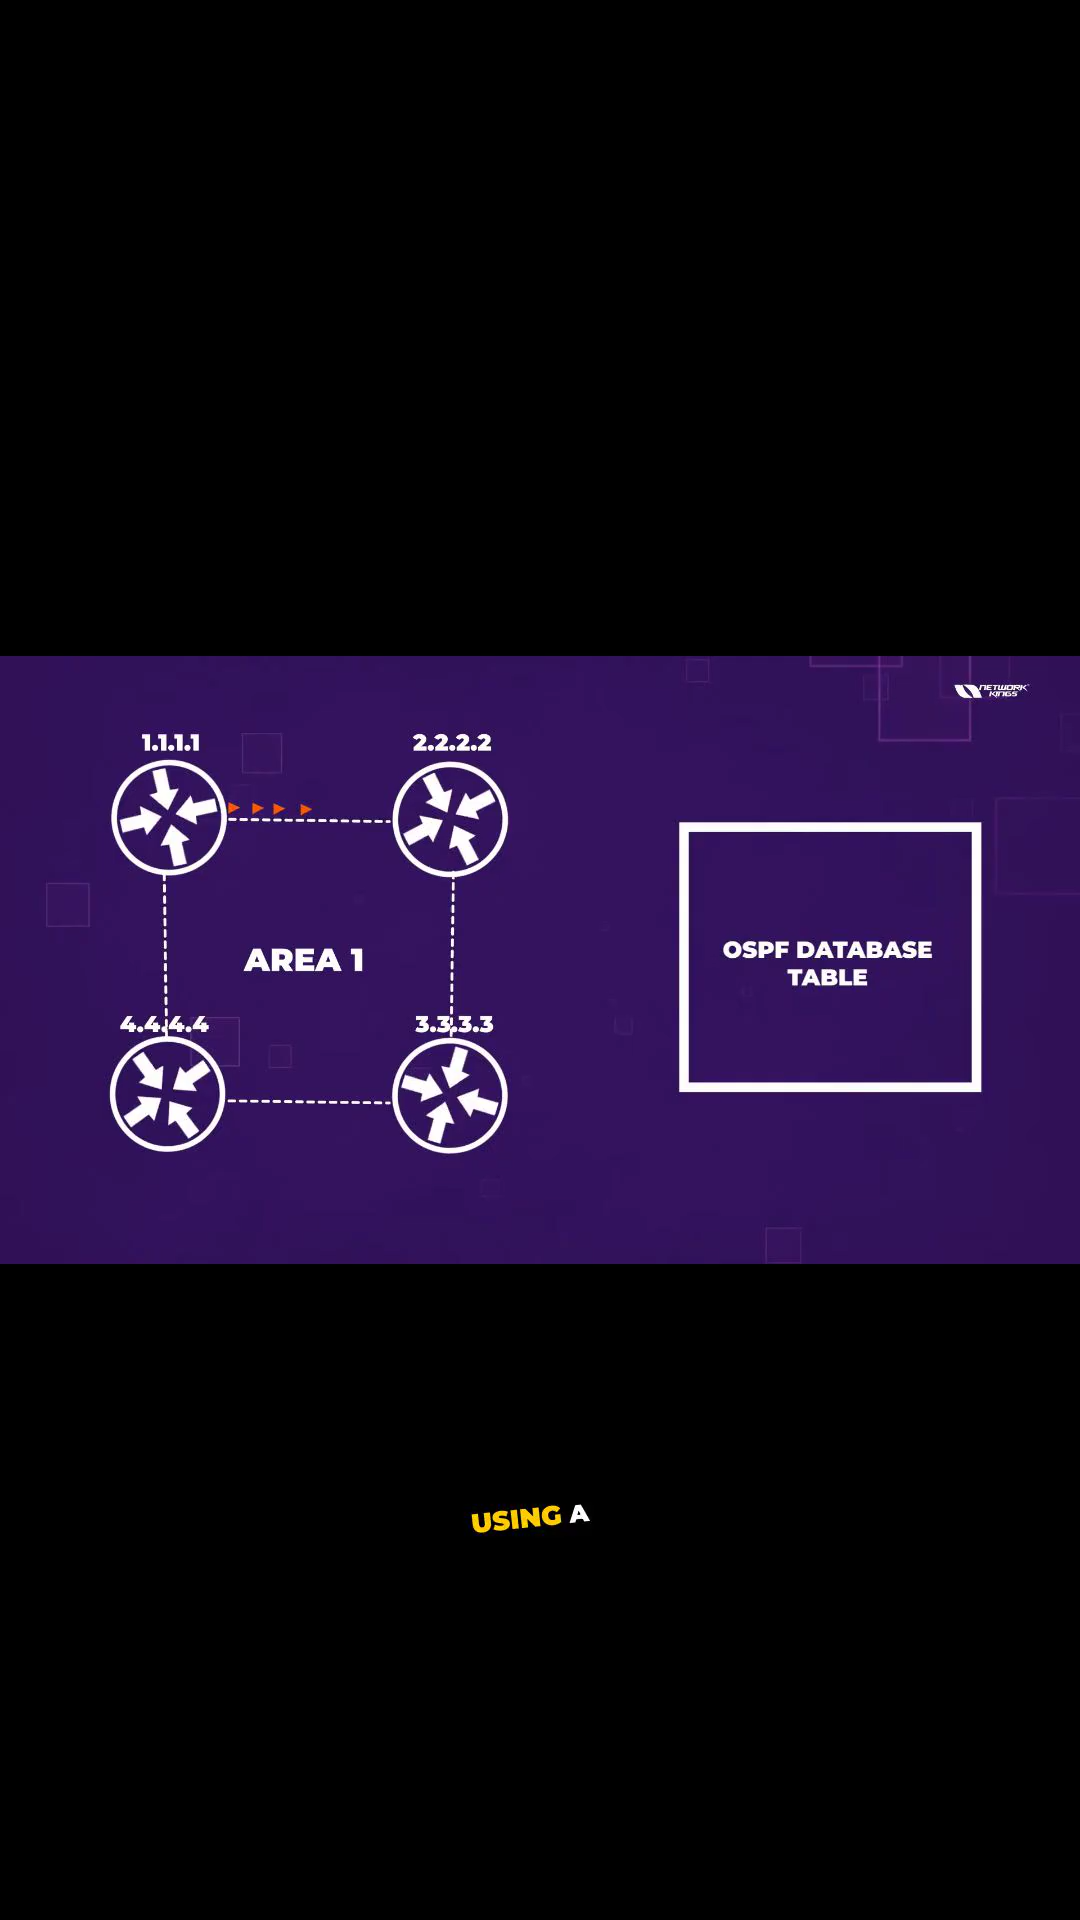 NETWORK
KINGS
1.1.1.1
2.2.2.2
AREA 1
OSPF DATABASE
TABLE
4.4.4.4
3.3.3.3
USING A